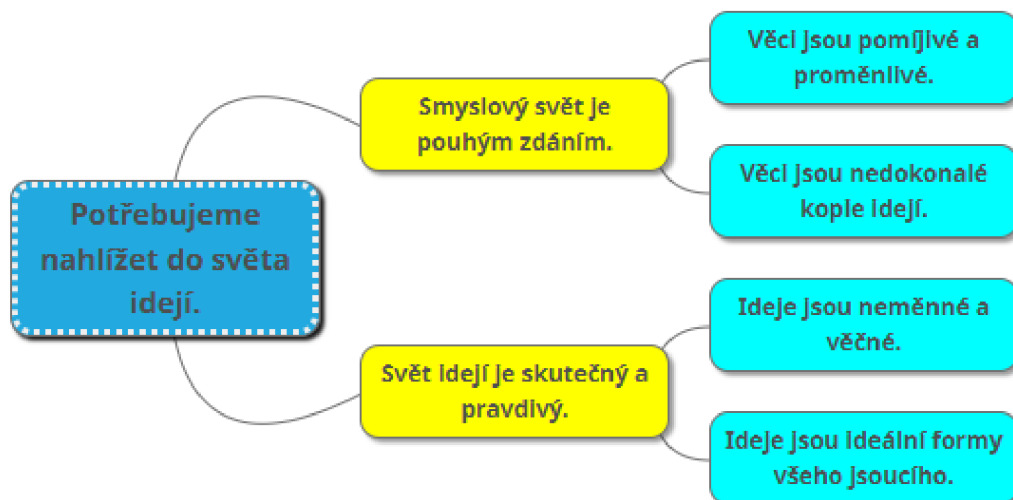 Potřebujeme
nahlížet do světa
idejí.
Smyslový svět je
pouhým zdáním.
Věci jsou pomíjivé a
proměnlivé.
Věci jsou nedokonalé
kopie idejí.
Svět idejí je skutečný a
pravdivý.
Ideje jsou neměnné a
věčné.
Ideje jsou ideální formy
všeho jsoucího.